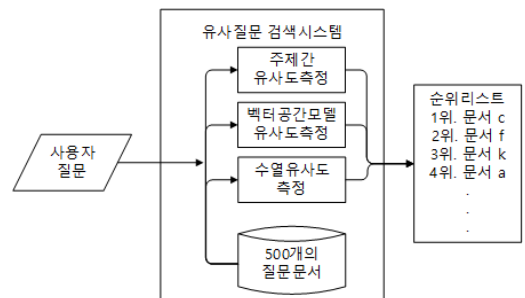 유사질문 검색시스템
사용자
질문
주제간
유사도측정
벡터공간모델
유사도측정
수열유사도
측정
500개의
질문문서
순위리스트
1위. 문서 c
2위. 문서 f
3위. 문서 k
4위. 문서 a
.
.
.